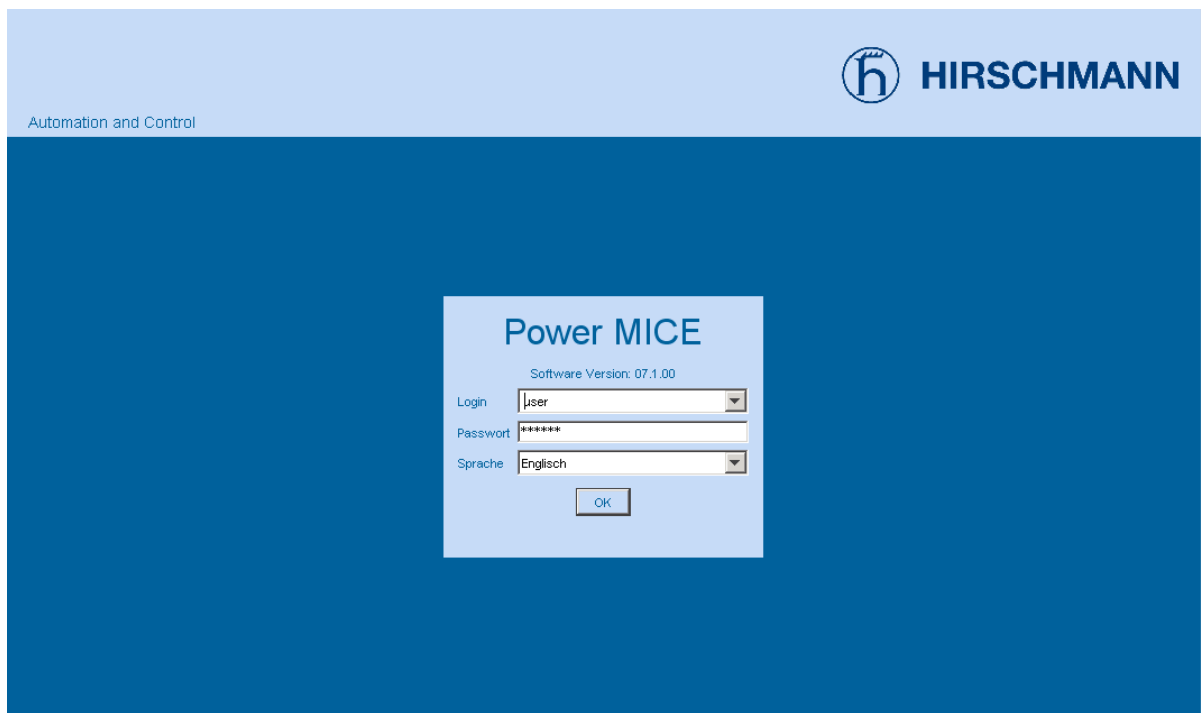 HIRSCHMANN
Automation and Control
Power MICE
Software Version: 07.1.00
Login user
Passwort ******
Sprache Englisch
OK